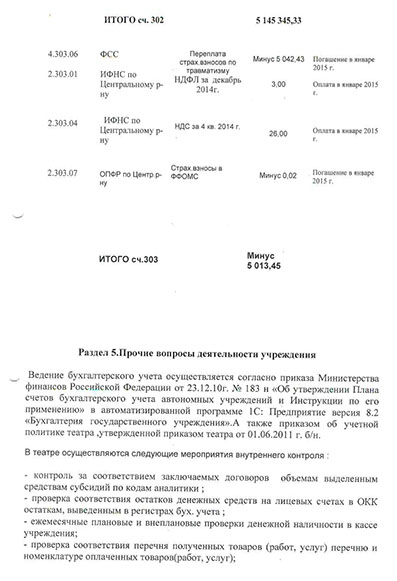 ИТОГО сч. 302 5 145 345,33
4.303.06 ФСС Переплата страх.взносов по травматизму Минус 5 042,43 Погашение в январе 2015 г.
2.303.01 ИФНС по Центральному р-ну НДФЛ за декабрь 2014г. 3,00 Оплата в январе 2015 г.
2.303.04 ИФНС по Центральному р-ну НДС за 4 кв. 2014 г. 26,00 Оплата в январе 2015 г.
2.303.07 ОПФР по Центр.р-ну Страх.взносы в ФФОМС Минус 0,02 Погашение в январе 2015 г.
ИТОГО сч.303 Минус 5 013,45
Раздел 5.Прочие вопросы деятельности учреждения
Ведение бухгалтерского учета осуществляется согласно приказа Министерства
финансов Российской Федерации от 23.12.10г. № 183 н «Об утверждении Плана
счетов бухгалтерского учета автономных учреждений и Инструкции по его
применению» в автоматизированной программе 1С: Предприятие версия 8.2
«Бухгалтерия государственного учреждения».А также приказом об учетной
политике театра ,утвержденной приказом театра от 01.06.2011 г. б/н.
В театре осуществляются следующие мероприятия внутреннего контроля :
- контроль за соответствием заключаемых договоров объемам выделенным
средствам субсидий по кодам аналитики ;
- проверка соответствия остатков денежных средств на лицевых счетах в ОКК
остаткам, выведенным в регистрах бух. учета ;
- ежемесячные плановые и внеплановые проверки денежной наличности в кассе
учреждения;
- проверка соответствия перечня полученных товаров (работ, услуг) перечню и
номенклатуре оплаченных товаров(работ, услуг);